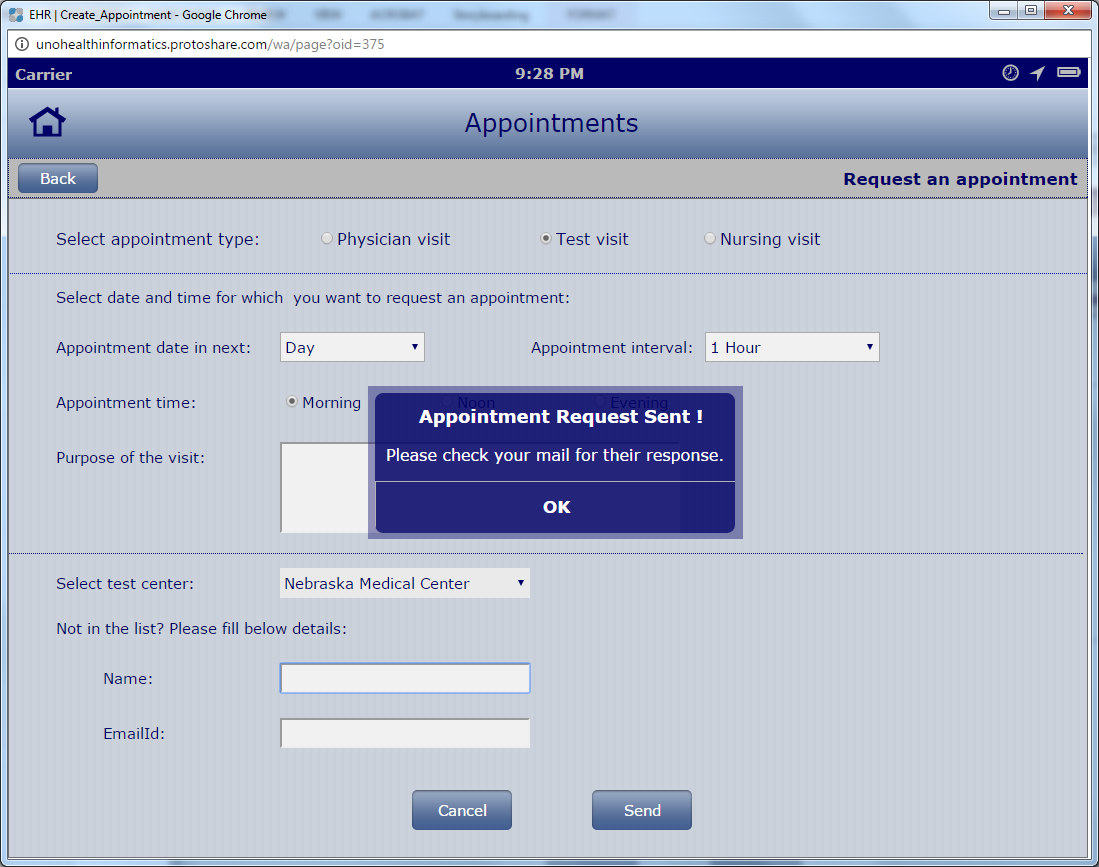 EHR | Create_Appointment - Google Chrome
unohealthinformatics.protoshare.com/wa/page?oid=375
Carrier 9:28 PM
Appointments
Back Request an appointment
Select appointment type: Physician visit Test visit Nursing visit
Select date and time for which you want to request an appointment:
Appointment date in next: Day Appointment interval: 1 Hour
Appointment time: Morning Noon Evening
Appointment Request Sent !
Purpose of the visit: Please check your mail for their response.
OK
Select test center: Nebraska Medical Center
Not in the list? Please fill below details:
Name:
EmailId:
Cancel Send